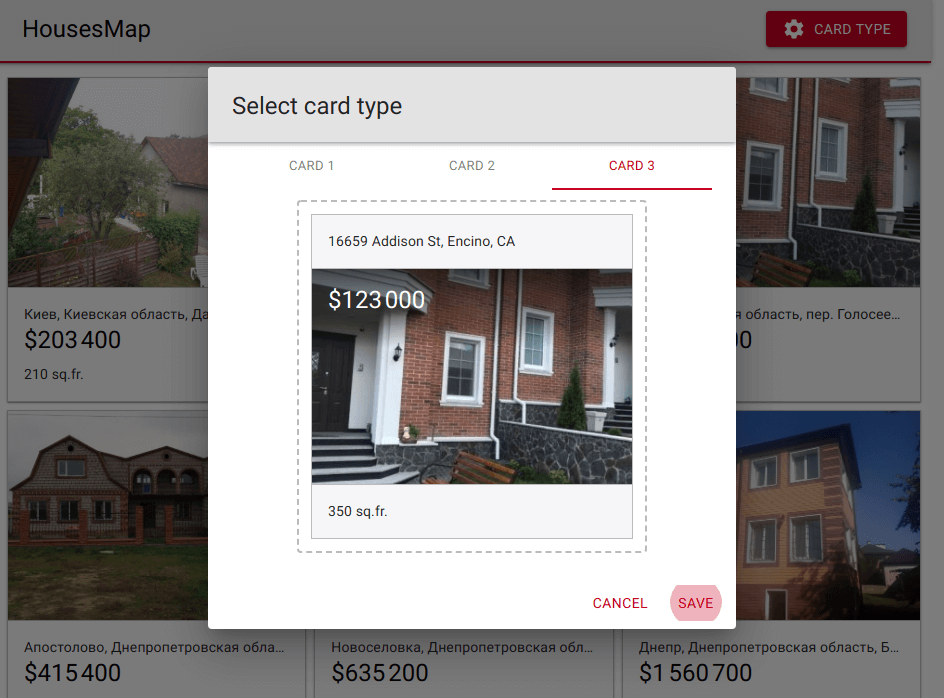 HousesMap
CARD TYPE
Select card type
CARD 1
CARD 2
CARD 3
16659 Addison St, Encino, CA
$123 000
350 sq.fr.
CANCEL
SAVE
Киев, Киевская область, Да
$203 400
210 sq.fr.
я область, пер. Голосее...
00
Апостолово, Днепропетровская обла...
$415 400
Новоселовка, Днепропетровская обл...
$635 200
Днепр, Днепропетровская область, Б...
$1 560 700